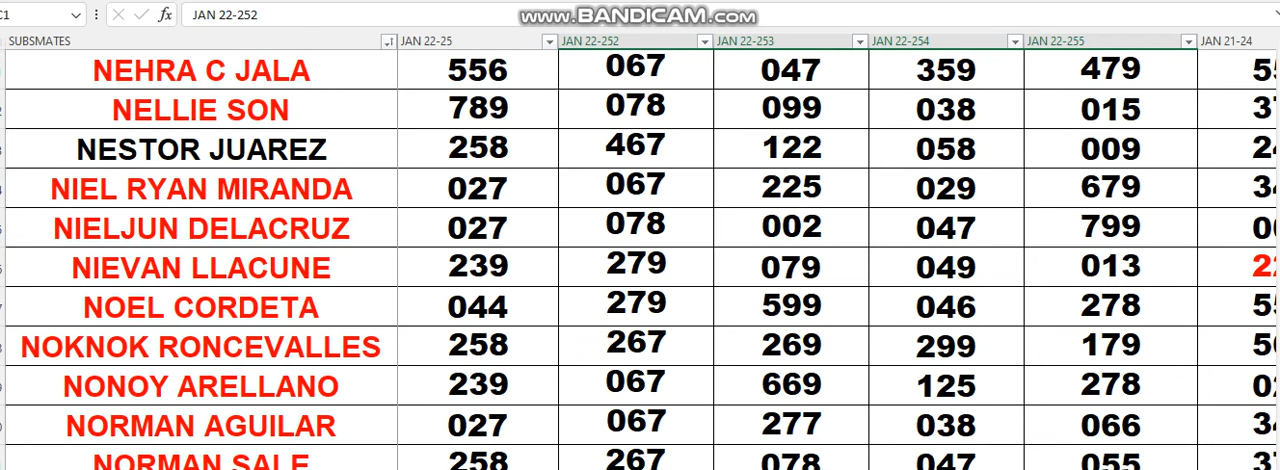 www.BANDICAM.com
C1 fx JAN 22-252
SUBSMATES JAN 22-25 JAN 22-252 JAN 22-253 JAN 22-254 JAN 22-255 JAN 21-24
NEHRA C JALA 556 067 047 359 479
NELLIE SON 789 078 099 038 015
NESTOR JUAREZ 258 467 122 058 009
NIEL RYAN MIRANDA 027 067 225 029 679
NIELJUN DELACRUZ 027 078 002 047 799
NIEVAN LLACUNE 239 279 079 049 013
NOEL CORDETA 044 279 599 046 278
NOKNOK RONCEVALLES 258 267 269 299 179
NONOY ARELLANO 239 067 669 125 278
NORMAN AGUILAR 027 067 277 038 066
NORMAN SALE 258 267 078 047 055